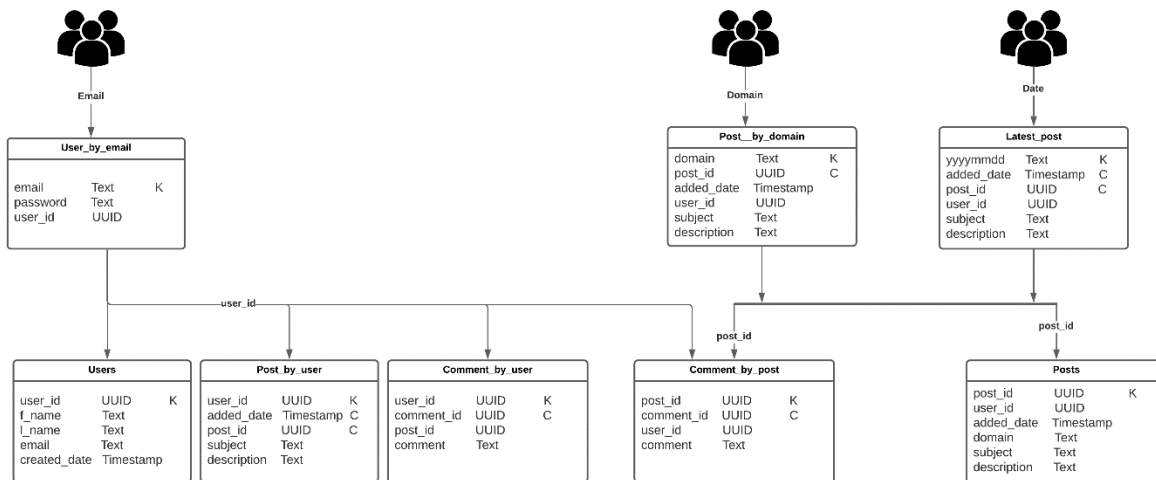 Email
Domain
Date
User_by_email
email Text K
password Text
user_id UUID
Post__by_domain
domain Text K
post_id UUID C
added_date Timestamp
user_id UUID
subject Text
description Text
Latest_post
yyyymmdd Text K
added_date Timestamp C
post_id UUID C
user_id UUID
subject Text
description Text
user_id
post_id
post_id
Users
user_id UUID K
f_name Text
l_name Text
email Text
created_date Timestamp
Post_by_user
user_id UUID K
added_date Timestamp C
post_id UUID C
subject Text
description Text
Comment_by_user
user_id UUID K
comment_id UUID C
post_id UUID
comment Text
Comment_by_post
post_id UUID K
comment_id UUID C
user_id UUID
comment Text
Posts
post_id UUID K
user_id UUID
added_date Timestamp
domain Text
subject Text
description Text